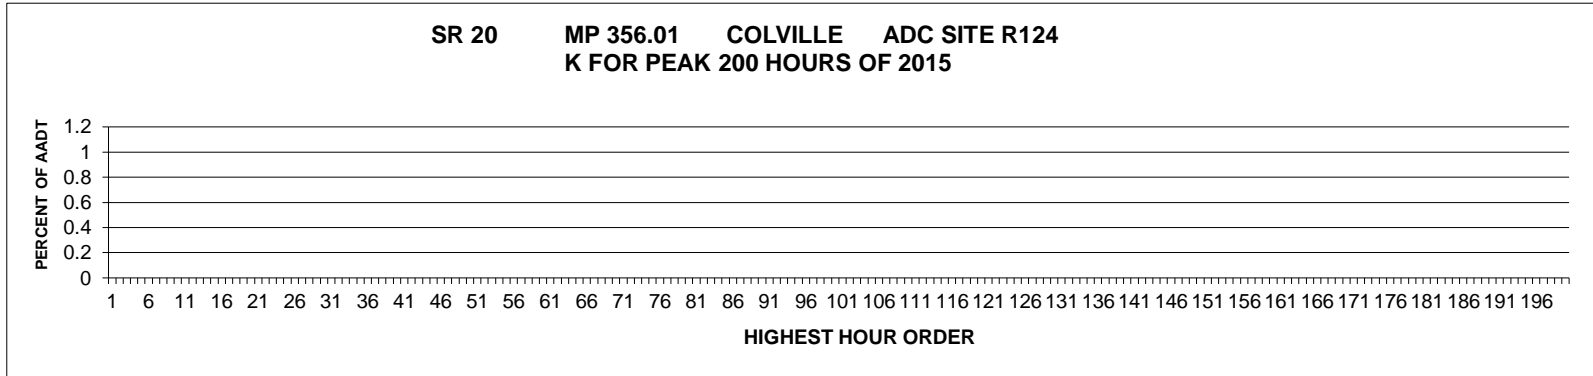 SR 20 MP 356.01 COLVILLE ADC SITE R124
K FOR PEAK 200 HOURS OF 2015
PERCENT OF AADT
1.2
1
0.8
0.6
0.4
0.2
0
1 6 11 16 21 26 31 36 41 46 51 56 61 66 71 76 81 86 91 96 101 106 111 116 121 126 131 136 141 146 151 156 161 166 171 176 181 186 191 196
HIGHEST HOUR ORDER